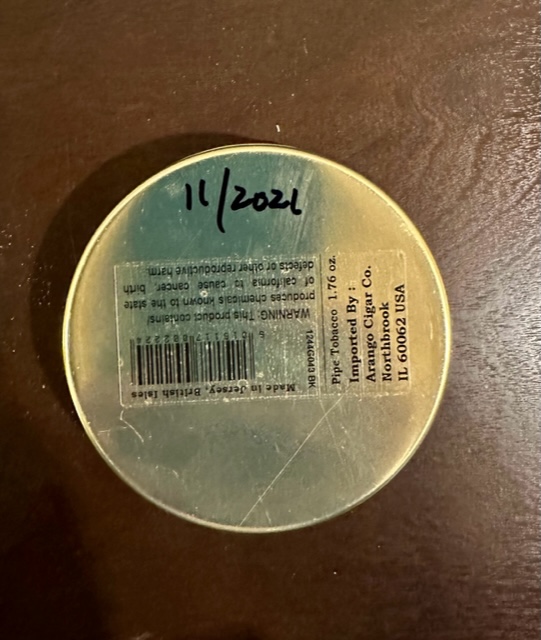 11/2021
Made in Jersey, British Isles
WARNING: This product contains/
produces chemicals known to the state
of california to cause cancer, birth
defects or other reproductive harm.
Pipe Tobacco 1.76 oz.
Imported By :
Arango Cigar Co.
Northbrook
IL 60062 USA